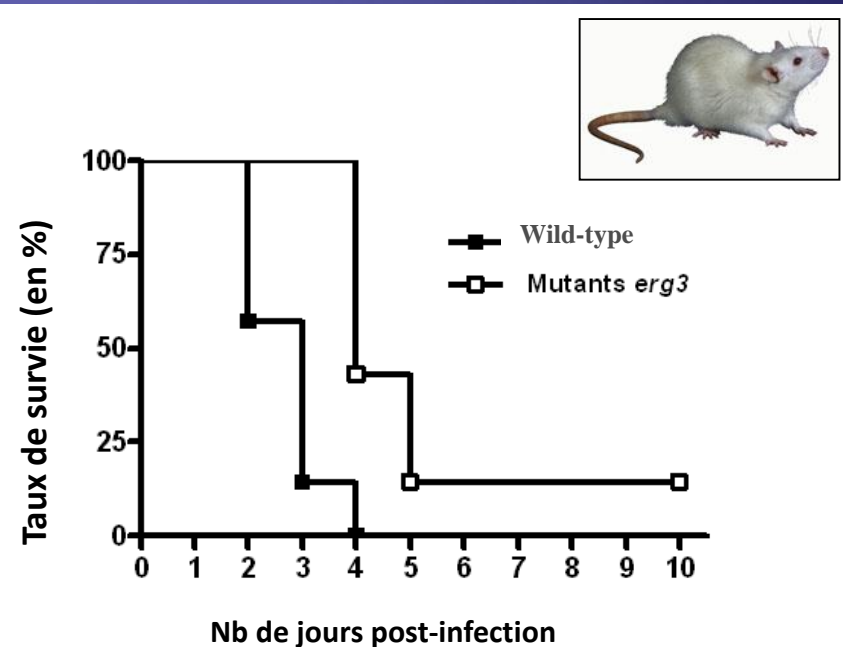 100
75
50
25
0
0 1 2 3 4 5 6 7 8 9 10
Taux de survie (en %)
Nb de jours post-infection
Wild-type
Mutants erg3